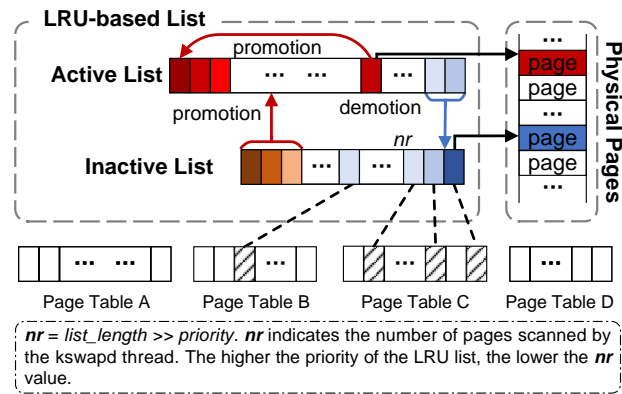 LRU-based List
promotion
Active List
... ... ...
promotion
demotion
nr
Inactive List
... ...
...
page
page
...
page
page
...
Physical Pages
... ...
...
...
...
Page Table A
Page Table B
Page Table C
Page Table D
nr = list_length >> priority. nr indicates the number of pages scanned by
the kswapd thread. The higher the priority of the LRU list, the lower the nr
value.